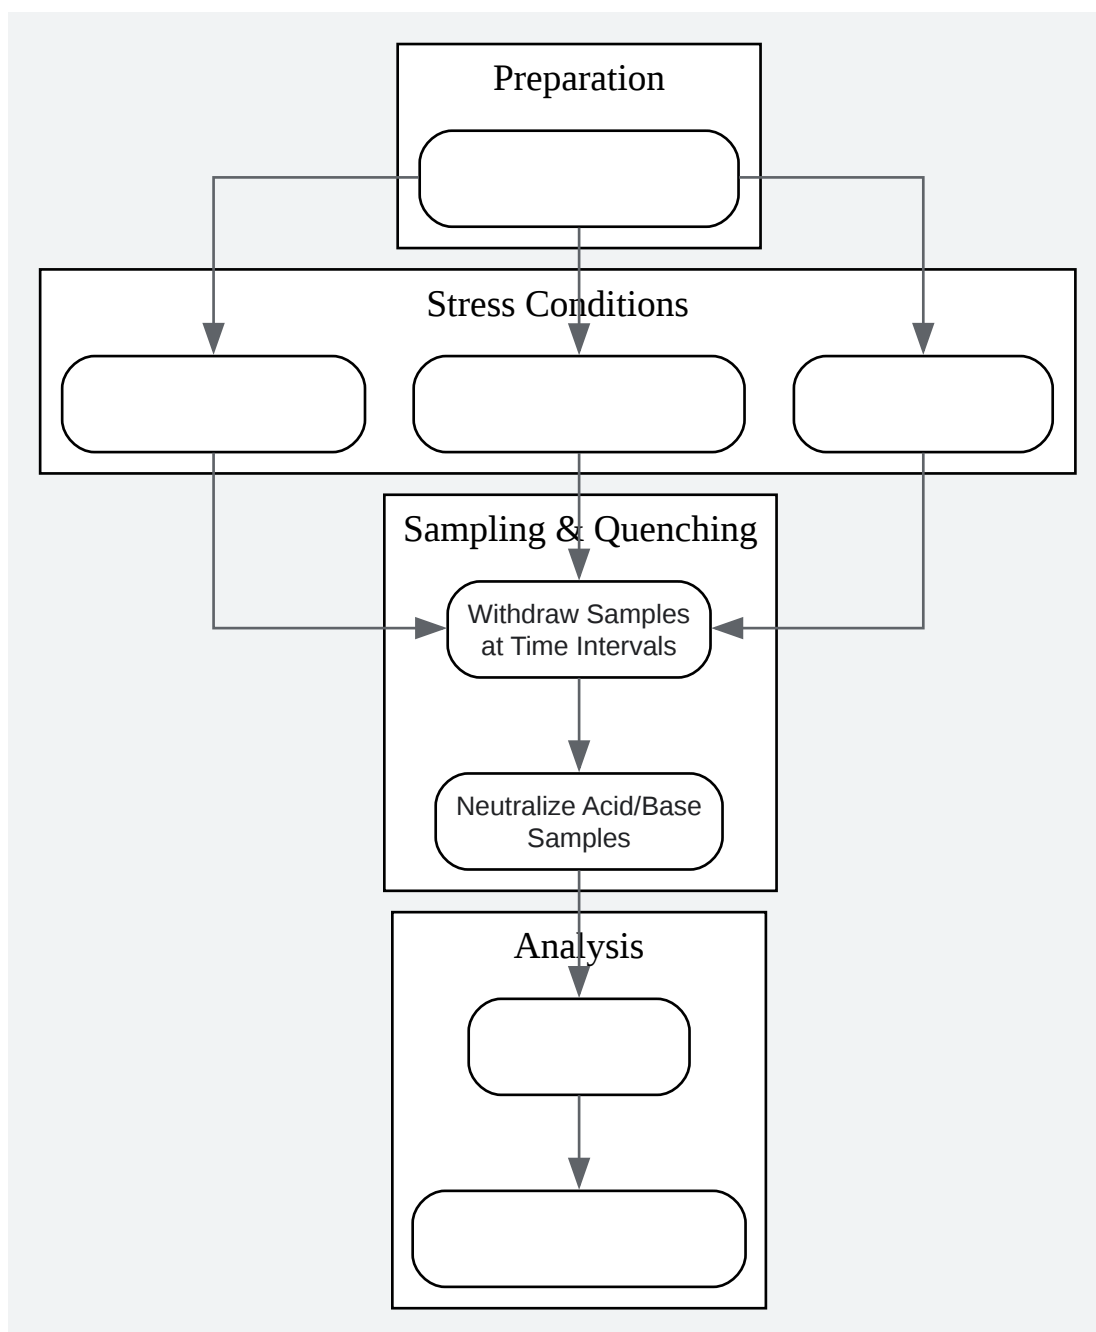 Preparation
Stress Conditions
Sampling & Quenching
Withdraw Samples
at Time Intervals
Neutralize Acid/Base
Samples
Analysis